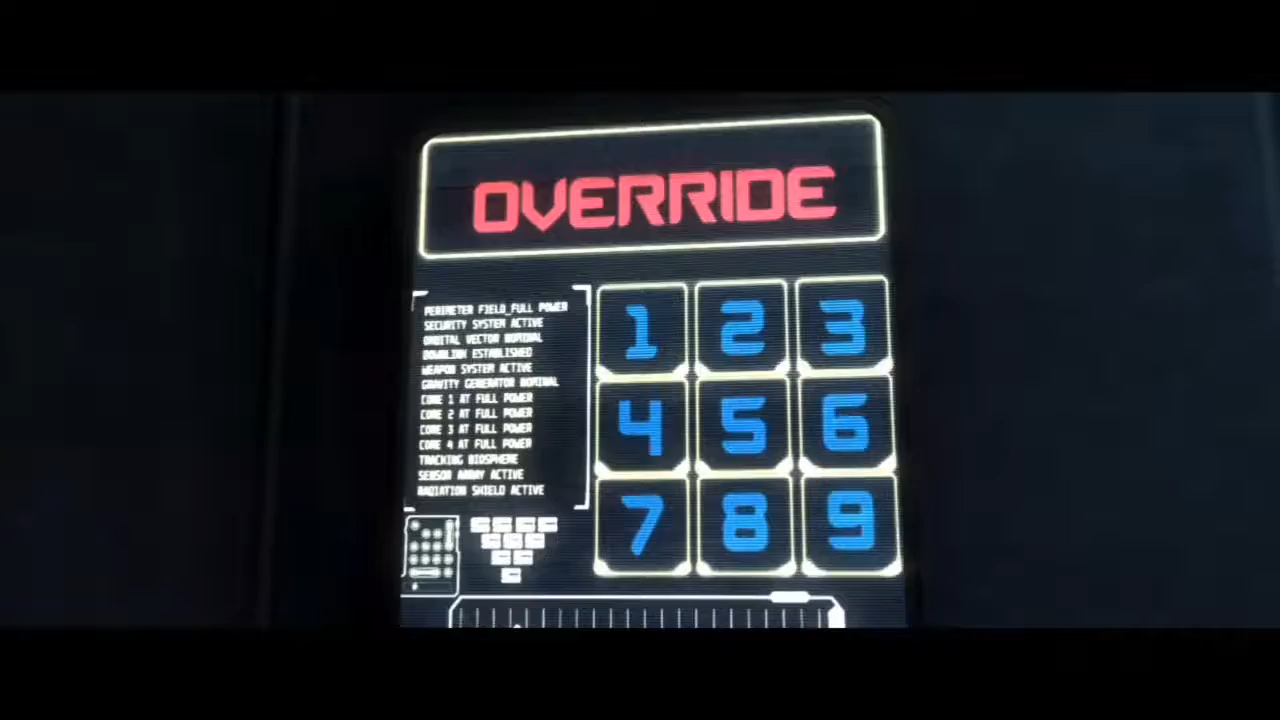 OVERRIDE
PERIMETER FIELD_FULL POWER
SECURITY SYSTEM ACTIVE
ORBITAL VECTOR NOMINAL
DOWNLINK ESTABLISHED
WEAPON SYSTEM ACTIVE
GRAVITY GENERATOR NOMINAL
CORE 1 AT FULL POWER
CORE 2 AT FULL POWER
CORE 3 AT FULL POWER
CORE 4 AT FULL POWER
TRACKING BIOSPHERE
SENSOR ARRAY ACTIVE
RADIATION SHIELD ACTIVE
1 2 3
4 5 6
7 8 9